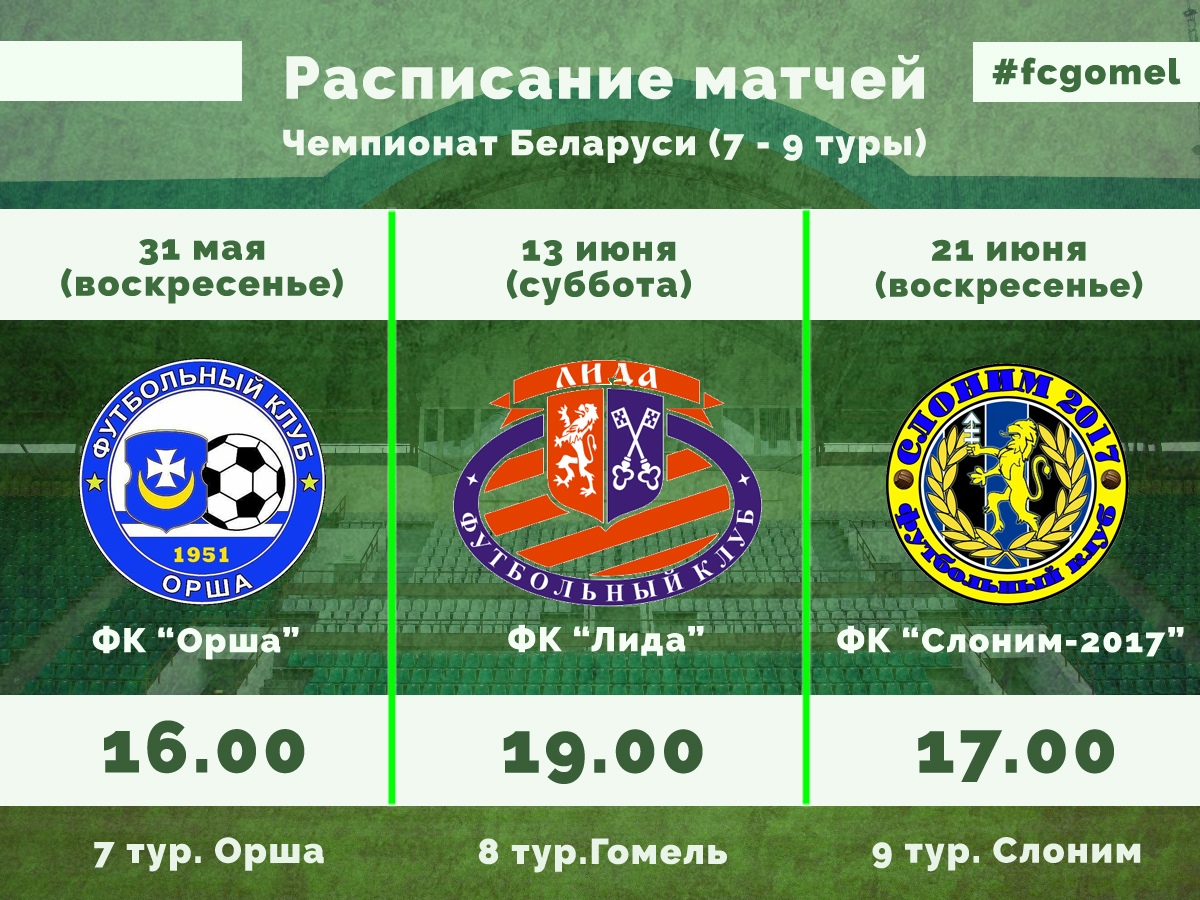 Расписание матчей
#fcgomel
Чемпионат Беларуси (7 - 9 туры)
31 мая
(воскресенье)
13 июня
(суббота)
21 июня
(воскресенье)
ФУТБОЛЬНЫЙ КЛУБ
1951
ОРША
ЛИДА
ФУТБОЛЬНЫЙ КЛУБ
СЛОНИМ 2017
футбольный клуб
ФК “Орша”
ФК “Лида”
ФК “Слоним-2017”
16.00
19.00
17.00
7 тур. Орша
8 тур.Гомель
9 тур. Слоним